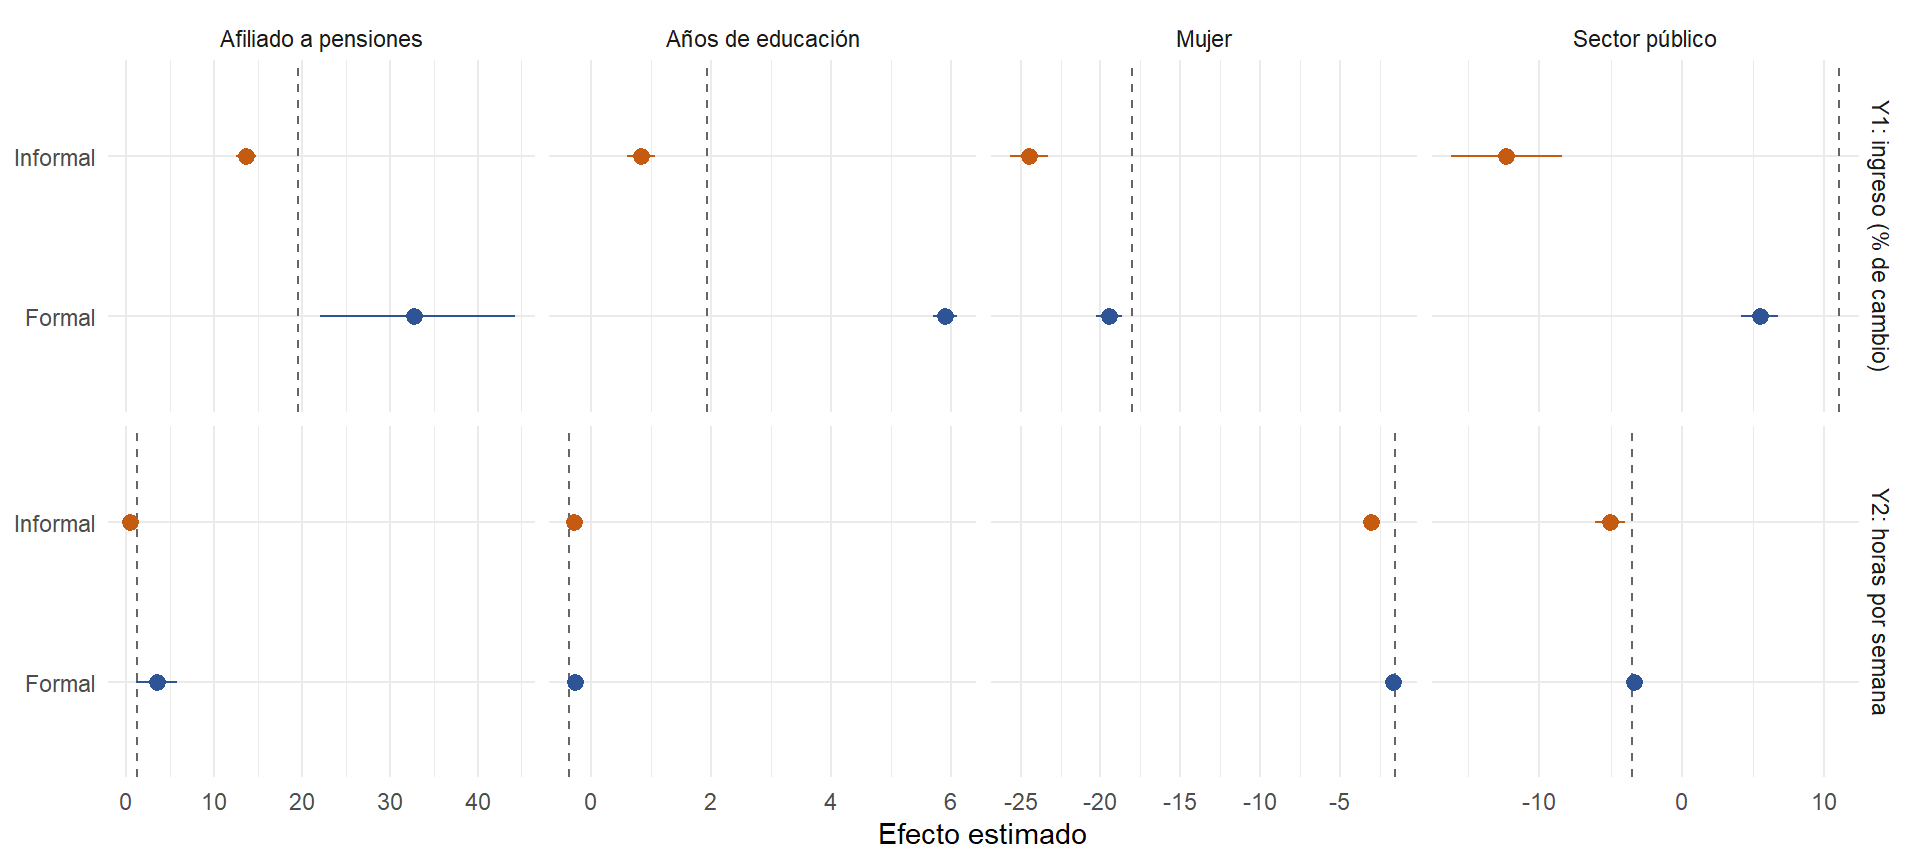 Afiliado a pensiones
Años de educación
Mujer
Sector público
Informal
Formal
Y1: ingreso (% de cambio)
Informal
Formal
Y2: horas por semana
0 10 20 30 40
0 2 4 6
-25 -20 -15 -10 -5
-10 0 10
Efecto estimado